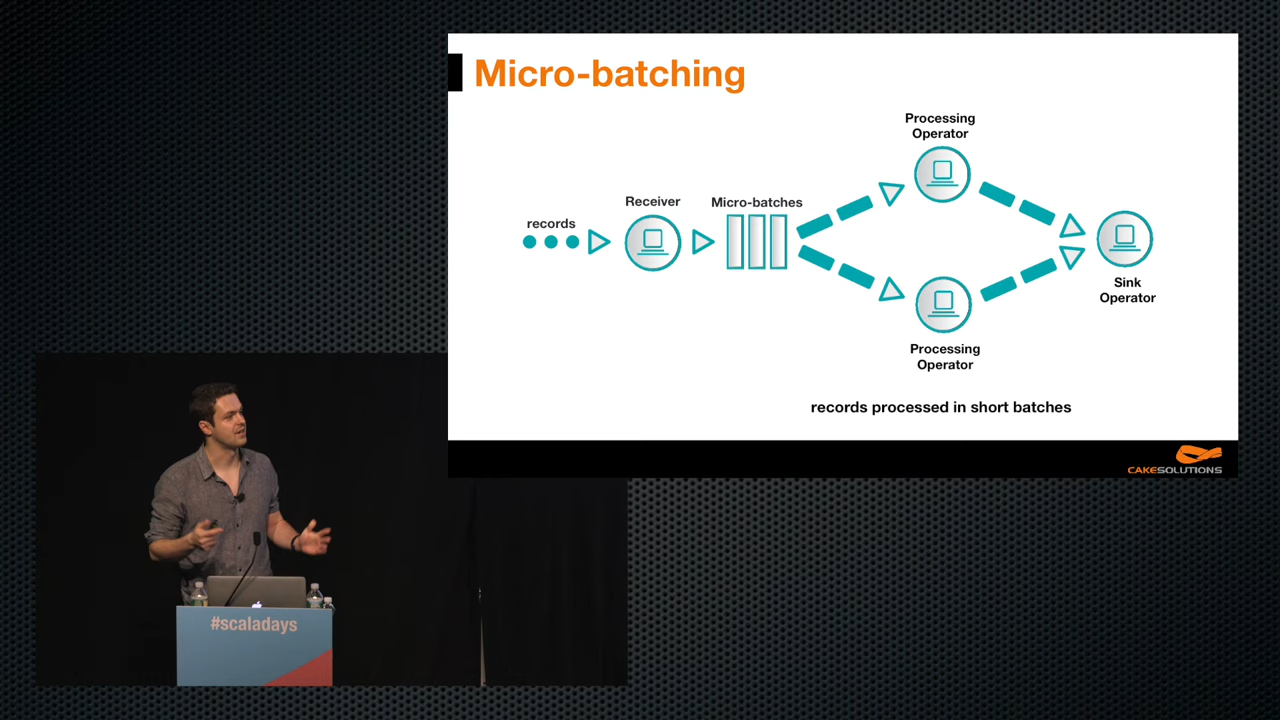 Micro-batching
Processing
Operator
Receiver
Micro-batches
records
Sink
Operator
Processing
Operator
records processed in short batches
CAKESOLUTIONS
#scaladays